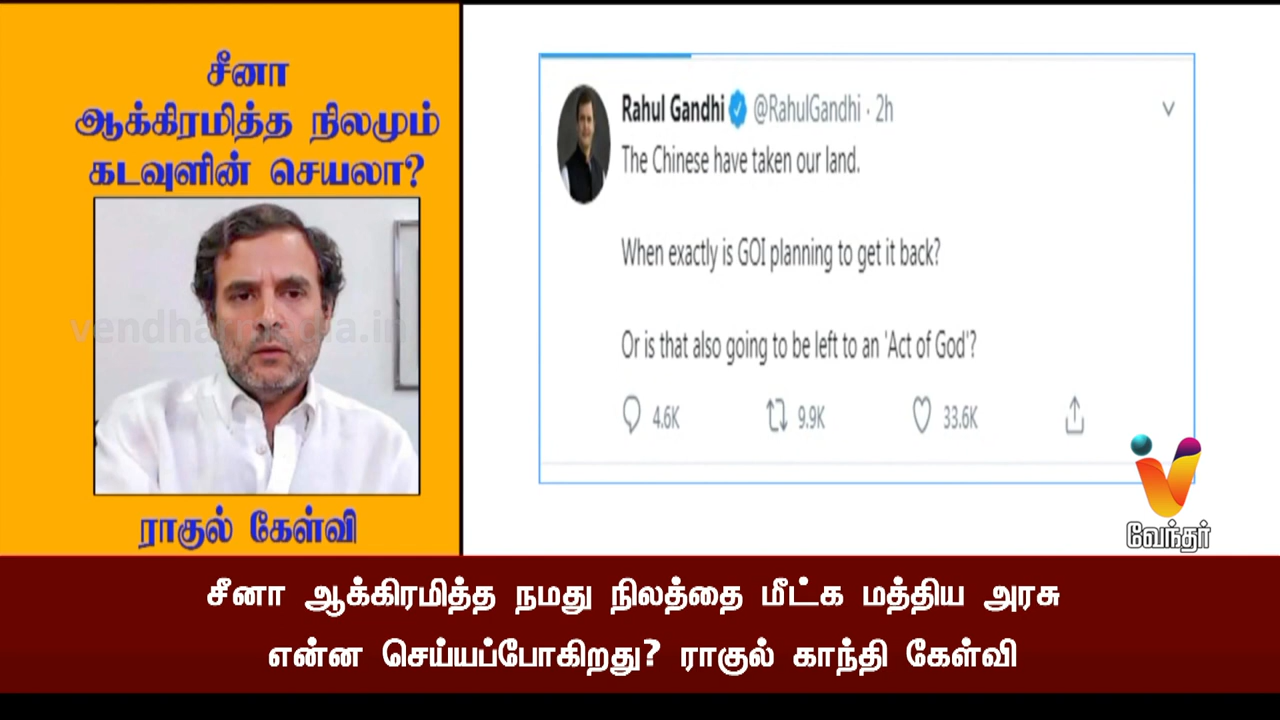 சீனா
ஆக்கிரமித்த நிலமும்
கடவுளின் செயலா?
vendharmedia.in
ராகுல் கேள்வி
Rahul Gandhi @RahulGandhi · 2h
The Chinese have taken our land.
When exactly is GOI planning to get it back?
Or is that also going to be left to an 'Act of God'?
4.6K 9.9K 33.6K
வேந்தர்
சீனா ஆக்கிரமித்த நமது நிலத்தை மீட்க மத்திய அரசு
என்ன செய்யப்போகிறது? ராகுல் காந்தி கேள்வி